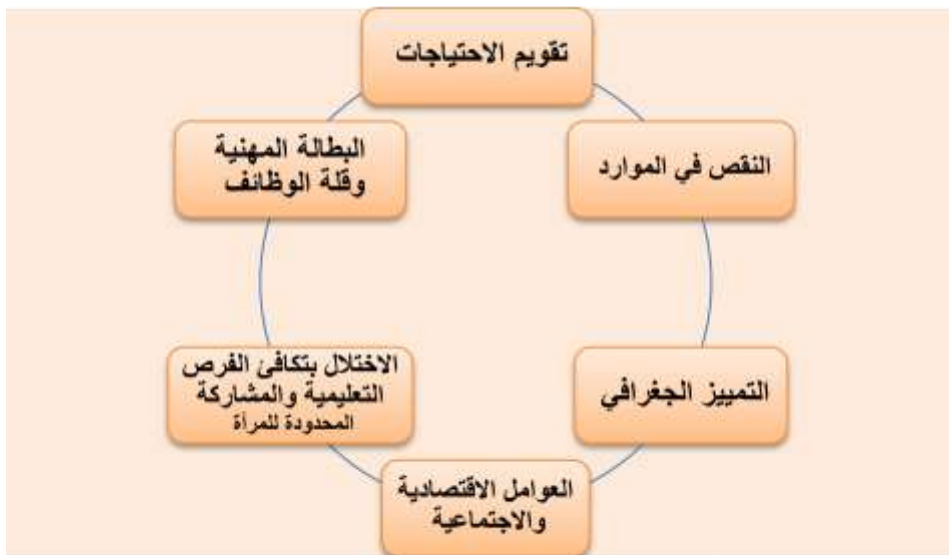 تقويم الاحتياجات
النقص في الموارد
التمييز الجغرافي
العوامل الاقتصادية
والاجتماعية
الاختلال بتكافئ الفرص
التعليمية والمشاركة
المحدودة للمرأة
البطالة المهنية
وقلة الوظائف